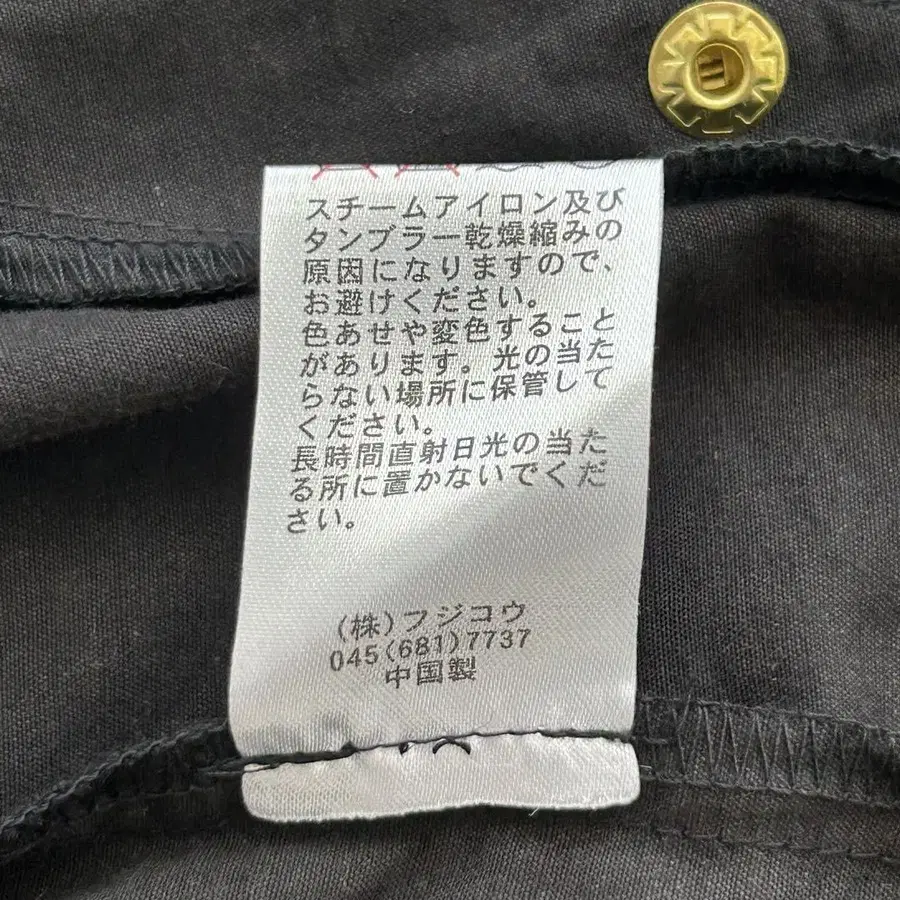 スチームアイロン及び
タンブラー乾燥縮みの
原因になりますので、
お避けください。
色あせや変色すること
があります。光の当た
らない場所に保管して
ください。
長時間直射日光の当た
る所に置かないでくだ
さい。
(株)フジコウ
045(681)7737
中国製